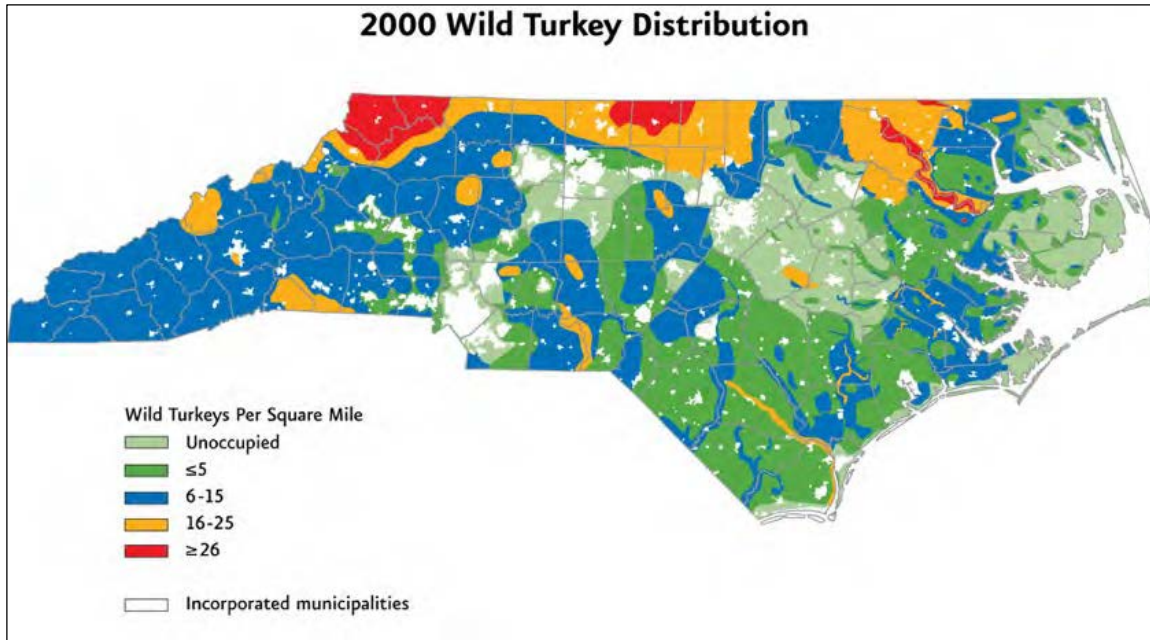 2000 Wild Turkey Distribution
Wild Turkeys Per Square Mile
Unoccupied
≤5
6-15
16-25
≥26
Incorporated municipalities